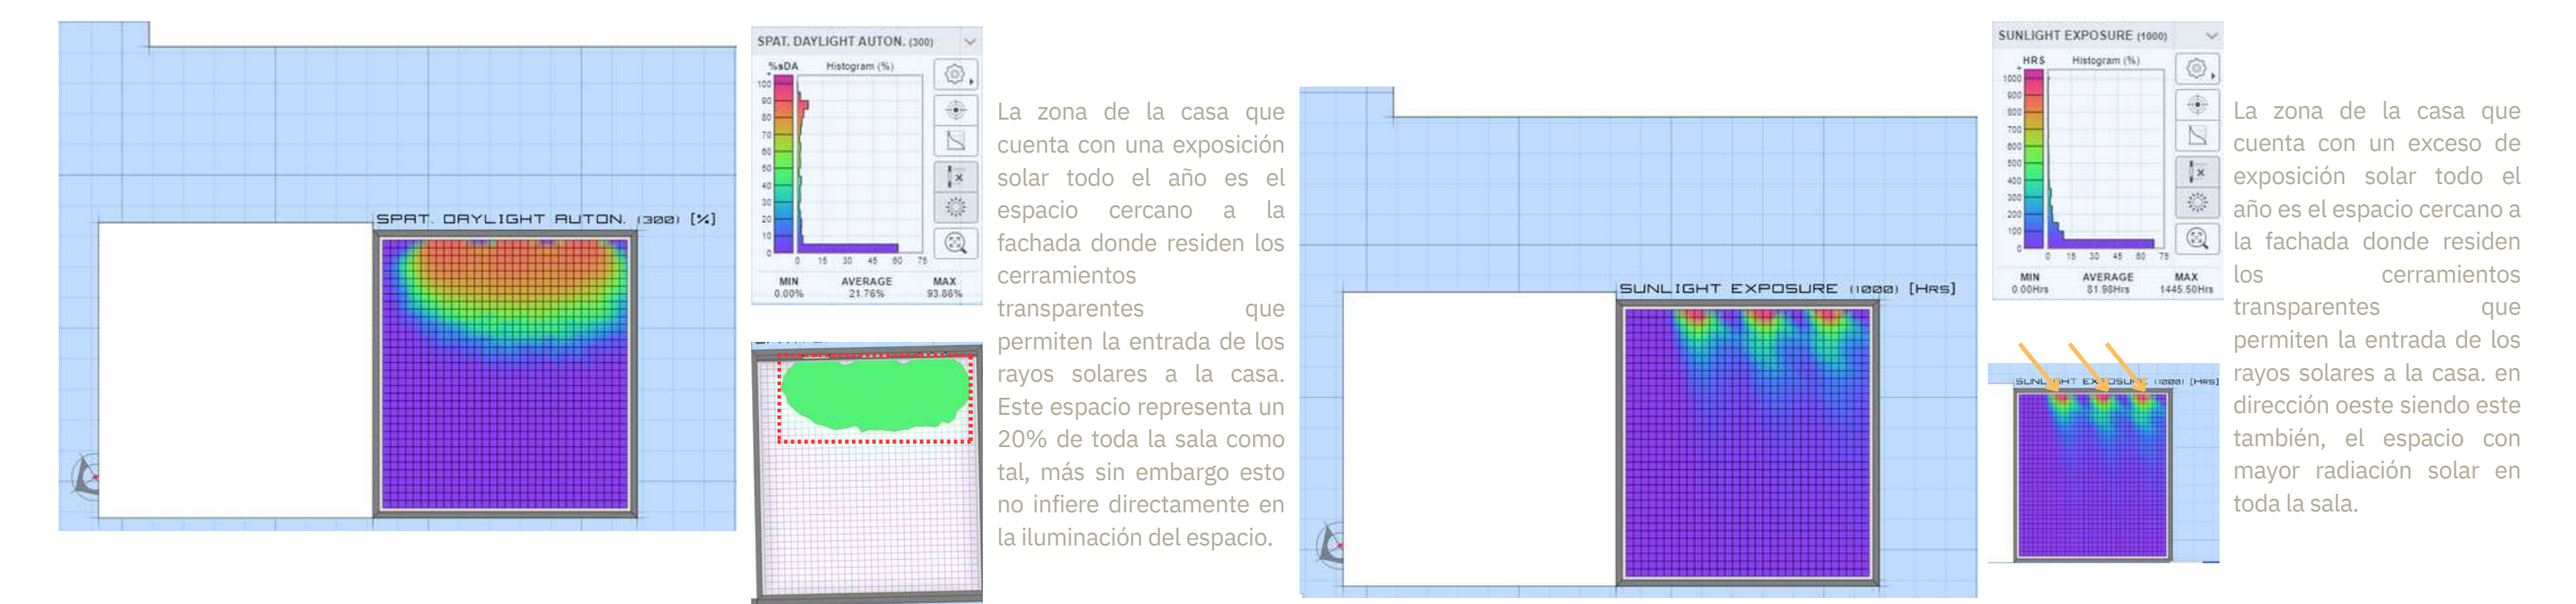 SPAT. DAYLIGHT AUTON. (300) [%]
SPAT. DAYLIGHT AUTON. (300)
%sDA Histogram (%)
100
90
80
70
60
50
40
30
20
10
0
0 15 30 45 60 75
MIN AVERAGE MAX
0.00% 21.76% 93.86%
La zona de la casa que
cuenta con una exposición
solar todo el año es el
espacio cercano a la
fachada donde residen los
cerramientos
transparentes que
permiten la entrada de los
rayos solares a la casa.
Este espacio representa un
20% de toda la sala como
tal, más sin embargo esto
no infiere directamente en
la iluminación del espacio.
SUNLIGHT EXPOSURE (1000) [HRS]
SUNLIGHT EXPOSURE (1000)
HRS Histogram (%)
1000
900
800
700
600
500
400
300
200
100
0
0 15 30 45 60 75
MIN AVERAGE MAX
0.00Hrs 81.98Hrs 1445.50Hrs
SUNLIGHT EXPOSURE (1000) [HRS]
La zona de la casa que
cuenta con un exceso de
exposición solar todo el
año es el espacio cercano a
la fachada donde residen
los cerramientos
transparentes que
permiten la entrada de los
rayos solares a la casa. en
dirección oeste siendo este
también, el espacio con
mayor radiación solar en
toda la sala.